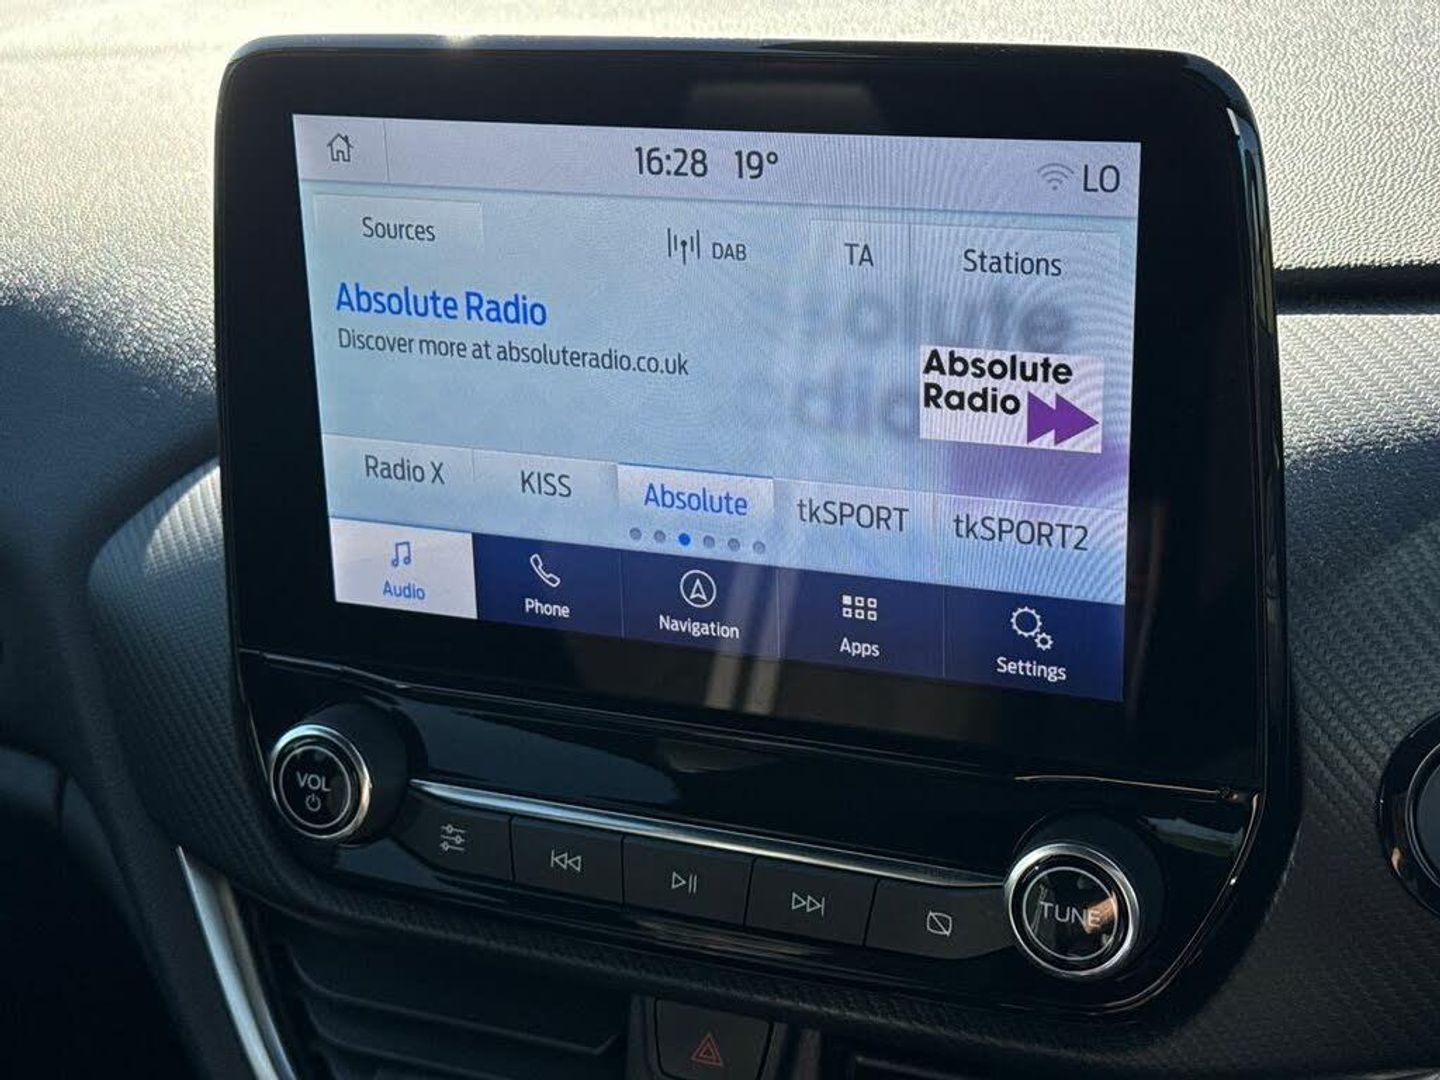 16:28 19° LO
Sources DAB TA Stations
Absolute Radio
Discover more at absoluteradio.co.uk
Absolute
Radio
Radio X KISS Absolute tkSPORT tkSPORT2
Audio Phone Navigation Apps Settings
VOL
TUNE